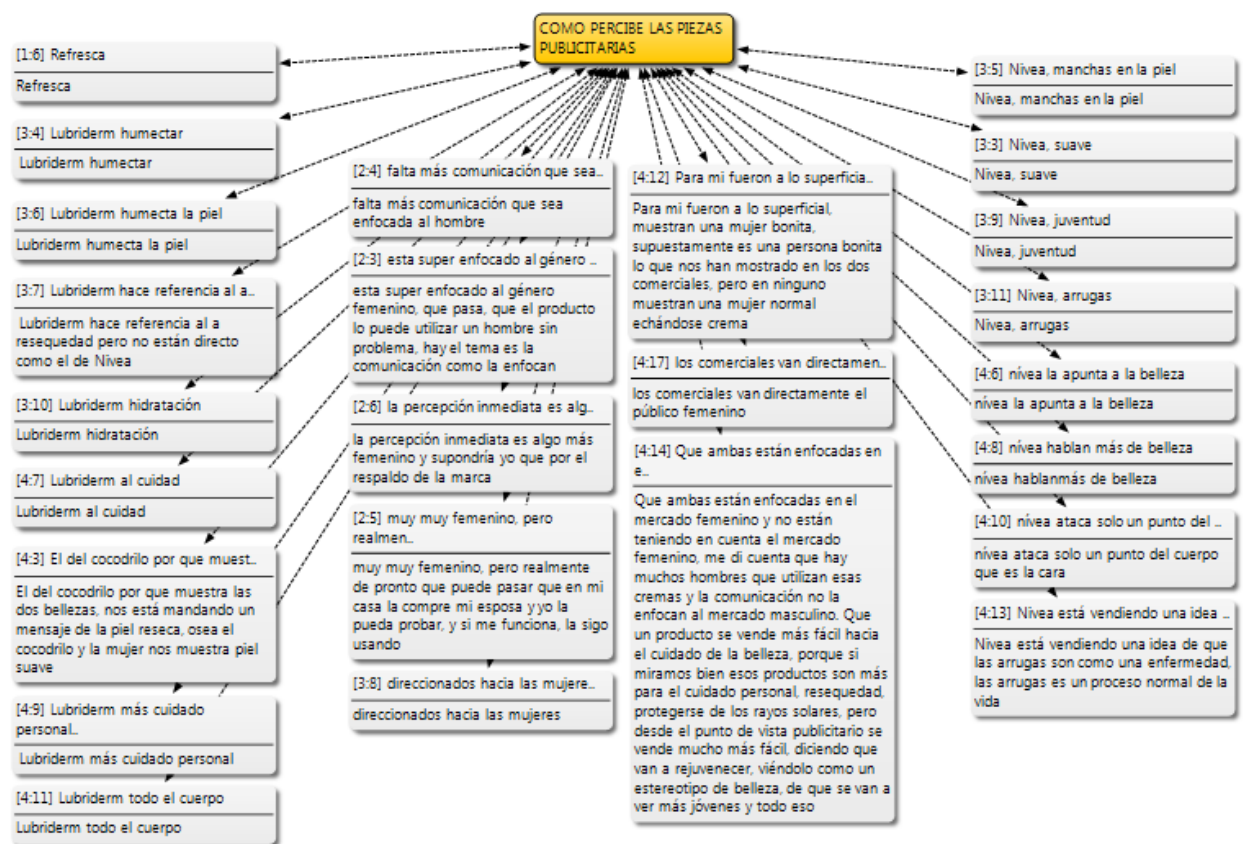 COMO PERCIBE LAS PIEZAS
PUBLICITARIAS
[1:6] Refresca
Refresca
[3:4] Lubriderm humectar
Lubriderm humectar
[3:6] Lubriderm humecta la piel
Lubriderm humecta la piel
[3:7] Lubriderm hace referencia al a..
Lubriderm hace referencia al a
resequedad pero no están directo
como el de Nivea
[3:10] Lubriderm hidratación
Lubriderm hidratación
[4:7] Lubriderm al cuidad
Lubriderm al cuidad
[4:3] El del cocodrilo por que muest..
El del cocodrilo por que muestra las
dos bellezas, nos está mandando un
mensaje de la piel reseca, osea el
cocodrilo y la mujer nos muestra piel
suave
[4:9] Lubriderm más cuidado
personal..
Lubriderm más cuidado personal
[4:11] Lubriderm todo el cuerpo
Lubriderm todo el cuerpo
[2:4] falta más comunicación que sea..
falta más comunicación que sea
enfocada al hombre
[2:3] esta super enfocado al género ..
esta super enfocado al género
femenino, que pasa, que el producto
lo puede utilizar un hombre sin
problema, hay el tema es la
comunicación como la enfocan
[2:6] la percepción inmediata es alg..
la percepción inmediata es algo más
femenino y supondría yo que por el
respaldo de la marca
[2:5] muy muy femenino, pero
realmen..
muy muy femenino, pero realmente
de pronto que puede pasar que en mi
casa la compre mi esposa y yo la
pueda probar, y si me funciona, la sigo
usando
[3:8] direccionados hacia las mujere..
direccionados hacia las mujeres
[4:12] Para mi fueron a lo superficia..
Para mi fueron a lo superficial,
muestran una mujer bonita,
supuestamente es una persona bonita
lo que nos han mostrado en los dos
comerciales, pero en ninguno
muestran una mujer normal
echándose crema
[4:17] los comerciales van directamen..
los comerciales van directamente el
público femenino
[4:14] Que ambas están enfocadas en
e..
Que ambas están enfocadas en el
mercado femenino y no están
teniendo en cuenta el mercado
femenino, me di cuenta que hay
muchos hombres que utilizan esas
cremas y la comunicación no la
enfocan al mercado masculino. Que
un producto se vende más fácil hacia
el cuidado de la belleza, porque si
miramos bien esos productos son más
para el cuidado personal, resequedad,
protegerse de los rayos solares, pero
desde el punto de vista publicitario se
vende mucho más fácil, diciendo que
van a rejuvenecer, viéndolo como un
estereotipo de belleza, de que se van a
ver más jóvenes y todo eso
[3:5] Nivea, manchas en la piel
Nivea, manchas en la piel
[3:3] Nivea, suave
Nivea, suave
[3:9] Nivea, juventud
Nivea, juventud
[3:11] Nivea, arrugas
Nivea, arrugas
[4:6] nívea la apunta a la belleza
nívea la apunta a la belleza
[4:8] nívea hablan más de belleza
nívea hablanmás de belleza
[4:10] nívea ataca solo un punto del ..
nívea ataca solo un punto del cuerpo
que es la cara
[4:13] Nivea está vendiendo una idea ..
Nivea está vendiendo una idea de que
las arrugas son como una enfermedad,
las arrugas es un proceso normal de la
vida